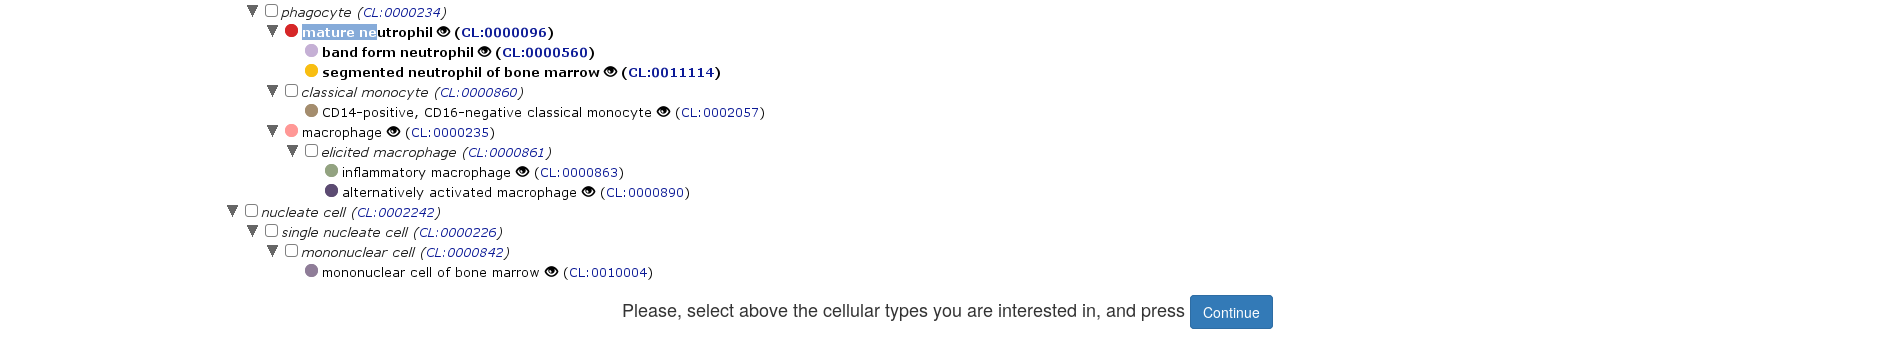 phagocyte (CL:0000234)
mature neutrophil (CL:0000096)
band form neutrophil (CL:0000560)
segmented neutrophil of bone marrow (CL:0011114)
classical monocyte (CL:0000860)
CD14-positive, CD16-negative classical monocyte (CL:0002057)
macrophage (CL:0000235)
elicited macrophage (CL:0000861)
inflammatory macrophage (CL:0000863)
alternatively activated macrophage (CL:0000890)
nucleate cell (CL:0002242)
single nucleate cell (CL:0000226)
mononuclear cell (CL:0000842)
mononuclear cell of bone marrow (CL:0010004)
Please, select above the cellular types you are interested in, and press Continue